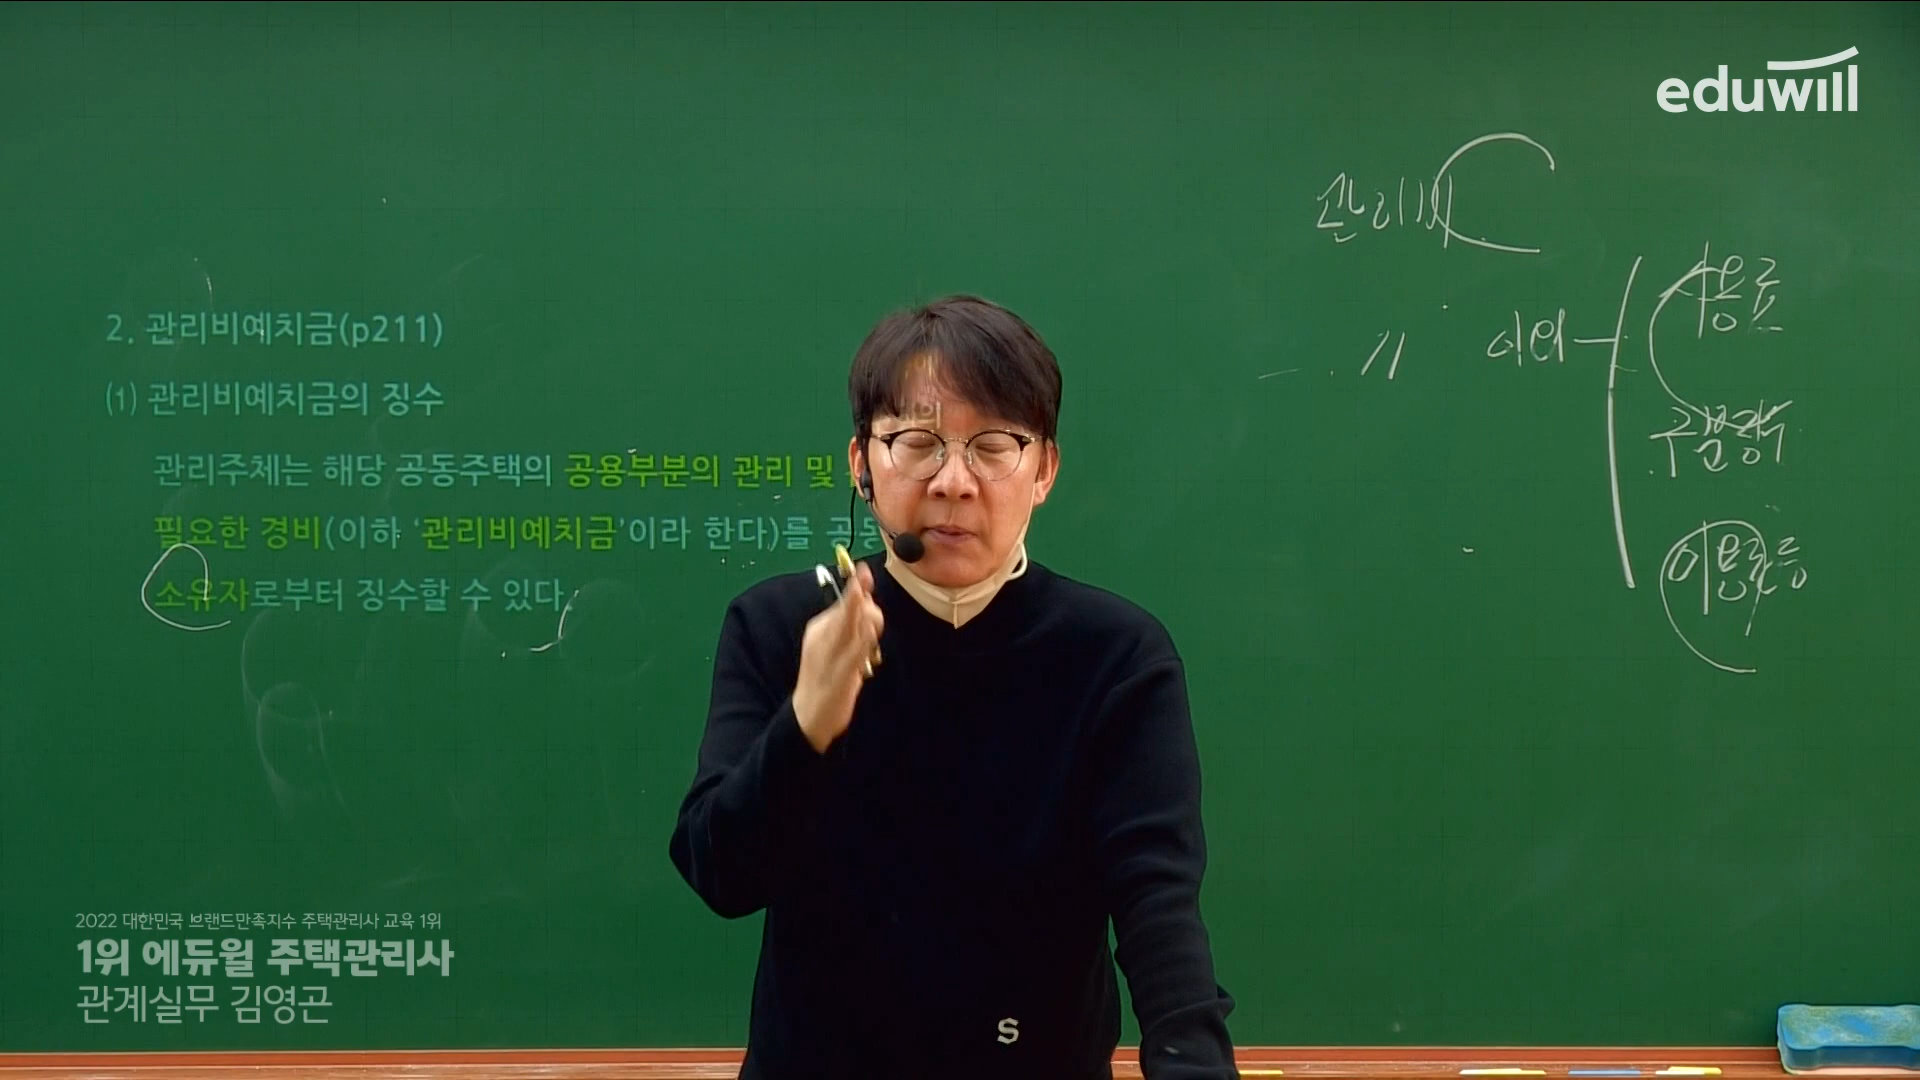 eduwill
2. 관리비예치금(p211)
⑴ 관리비예치금의 징수
관리주체는 해당 공동주택의 공용부분의 관리 및
필요한 경비(이하 ‘관리비예치금’이라 한다)를 공동
소유자로부터 징수할 수 있다.
관리비
〃 이외
사용료
구분징수
이용료 등
2022 대한민국 브랜드만족지수 주택관리사 교육 1위
1위 에듀윌 주택관리사
관계실무 김영곤
S